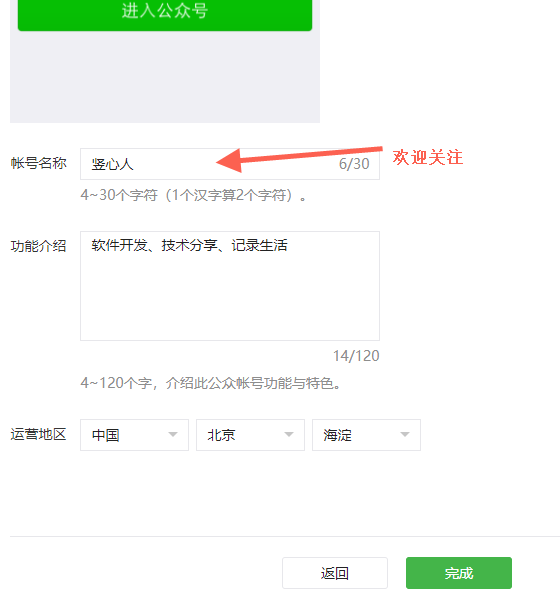 进入公众号
帐号名称
竖心人
6/30
欢迎关注
4~30个字符（1个汉字算2个字符）。
功能介绍
软件开发、技术分享、记录生活
14/120
4~120个字，介绍此公众帐号功能与特色。
运营地区 中国 北京 海淀
返回 完成